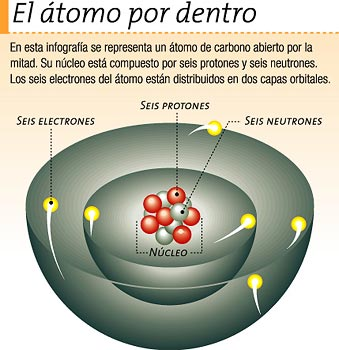 El átomo por dentro
En esta infografía se representa un átomo de carbono abierto por la
mitad. Su núcleo está compuesto por seis protones y seis neutrones.
Los seis electrones del átomo están distribuidos en dos capas orbitales.
SEIS PROTONES
SEIS ELECTRONES
SEIS NEUTRONES
NÚCLEO